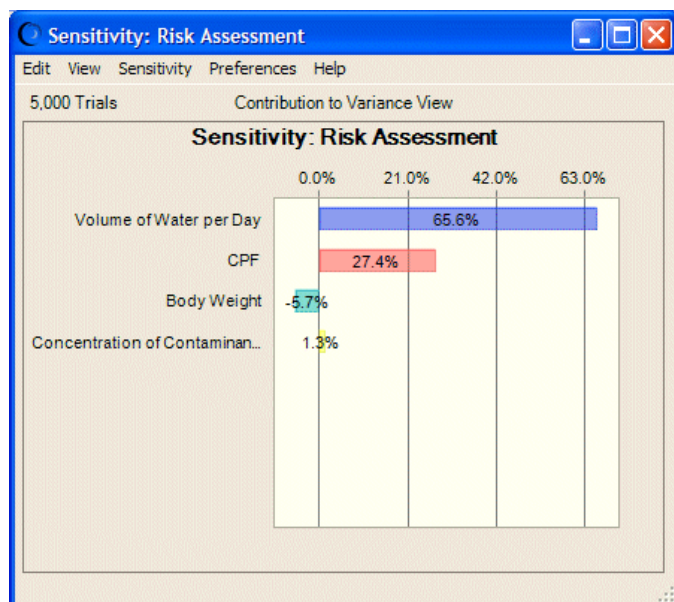 Sensitivity: Risk Assessment
Edit View Sensitivity Preferences Help
5,000 Trials Contribution to Variance View
Sensitivity: Risk Assessment
0.0% 21.0% 42.0% 63.0%
Volume of Water per Day 65.6%
CPF 27.4%
Body Weight -5.7%
Concentration of Contaminan... 1.3%